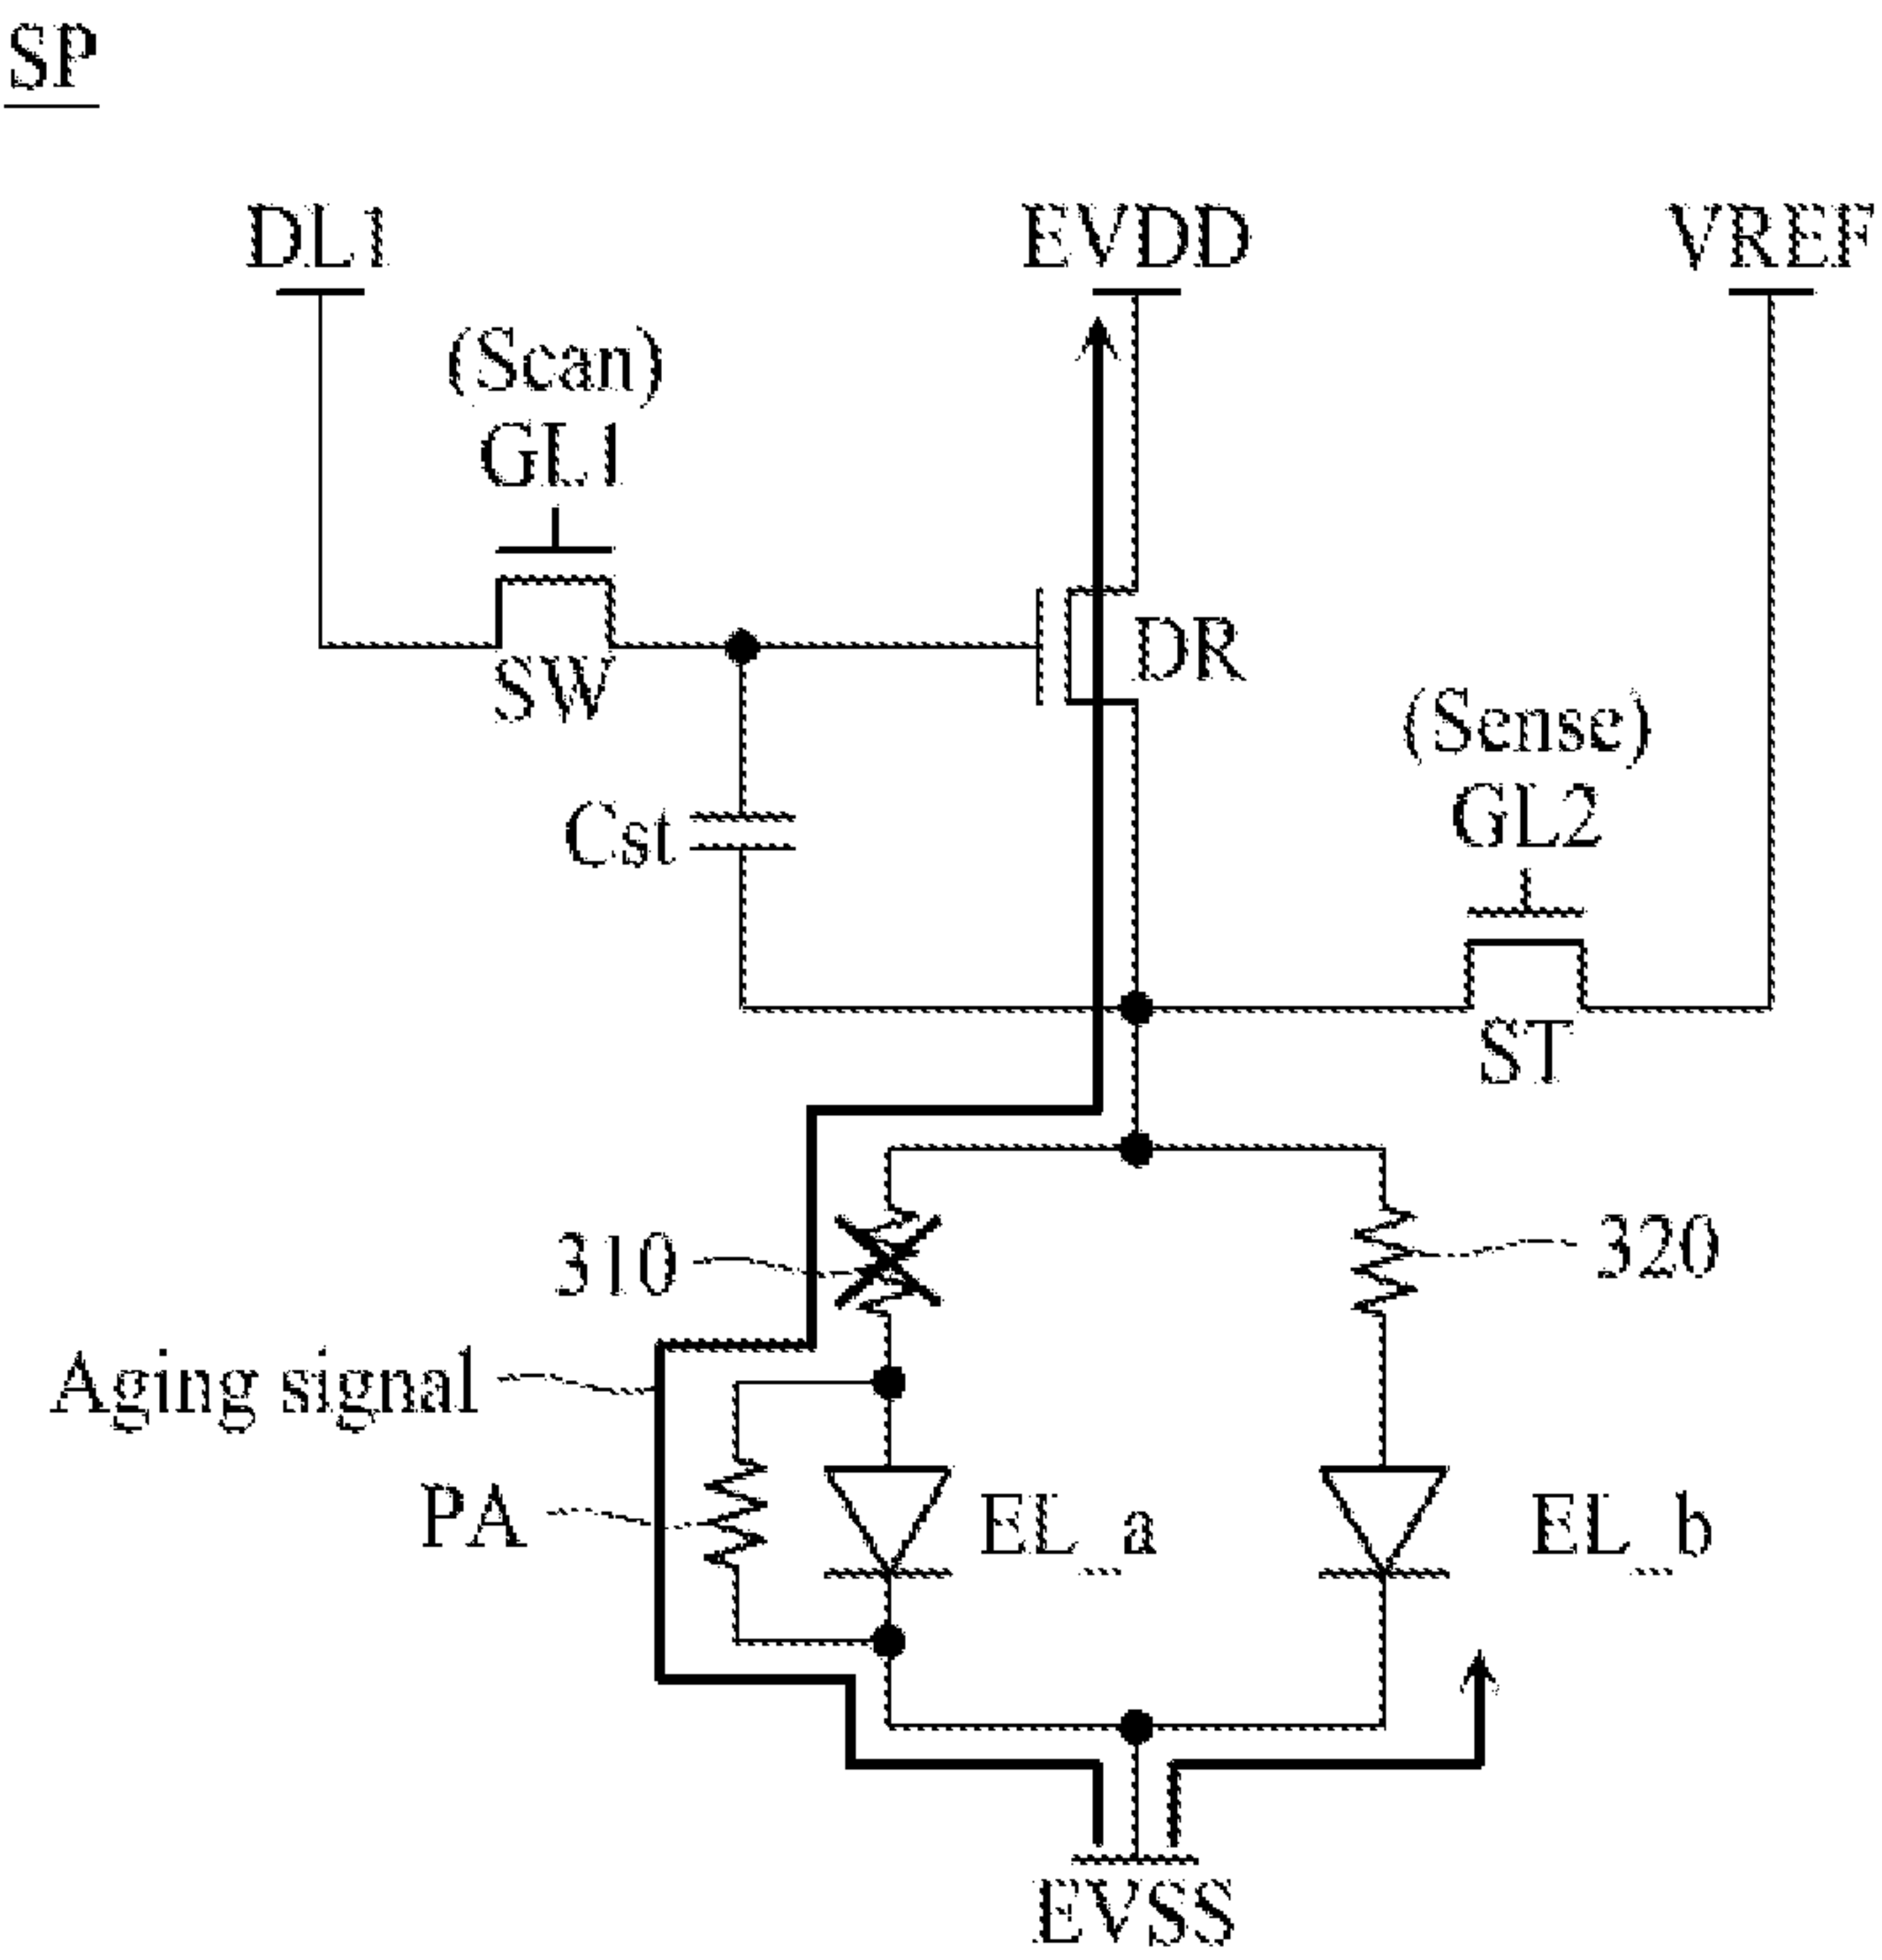 SP
DL1
EVDD
VREF
(Scan)
GL1
SW
DR
(Sense)
GL2
Cst
ST
310
320
Aging signal
PA
EL_a
EL_b
EVSS